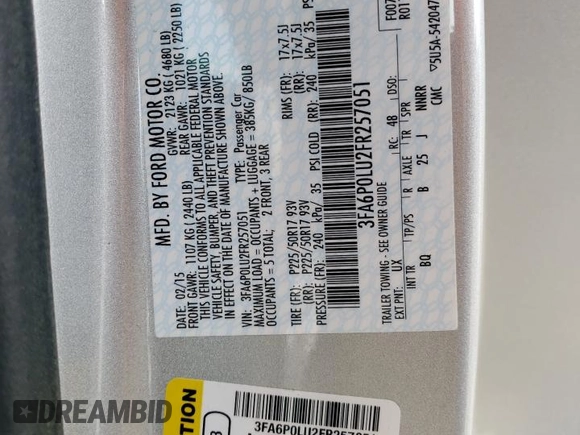 MFD. BY FORD MOTOR CO.
02/15
GVWR: 2123 KG ( 4680 LB)
FRONT GAWR: 1107 KG ( 2440 LB)
REAR GAWR: 1021 KG ( 2250 LB)
THIS VEHICLE CONFORMS TO ALL APPLICABLE FEDERAL MOTOR
VEHICLE SAFETY, BUMPER, AND THEFT PREVENTION STANDARDS
IN EFFECT ON THE DATE OF MANUFACTURE SHOWN ABOVE.
VIN: 3FA6P0LU2FR257051
TYPE: Passenger Car
MAXIMUM LOAD = OCCUPANTS + LUGGAGE = 385KG/ 850LB
OCCUPANTS = 5 TOTAL; 2 FRONT, 3 REAR
TIRE (FR): P225/50R17 93V RIMS (FR): 17x7.5J
(RR): P225/50R17 93V (RR): 17x7.5J
PRESSURE (FR): 240 kPa/ 35 PSI COLD (RR): 240 kPa/ 35 PSI
3FA6P0LU2FR257051
F007
TRAILER TOWING - SEE OWNER GUIDE
EXT PNT: UX RC: 48 DSO:
INT TR TP/PS R AXLE TR SPR
BQ B 25 J NNRR
CMC
▽5U5A-542047
3FA6P0LU2FR257051
DREAMBID